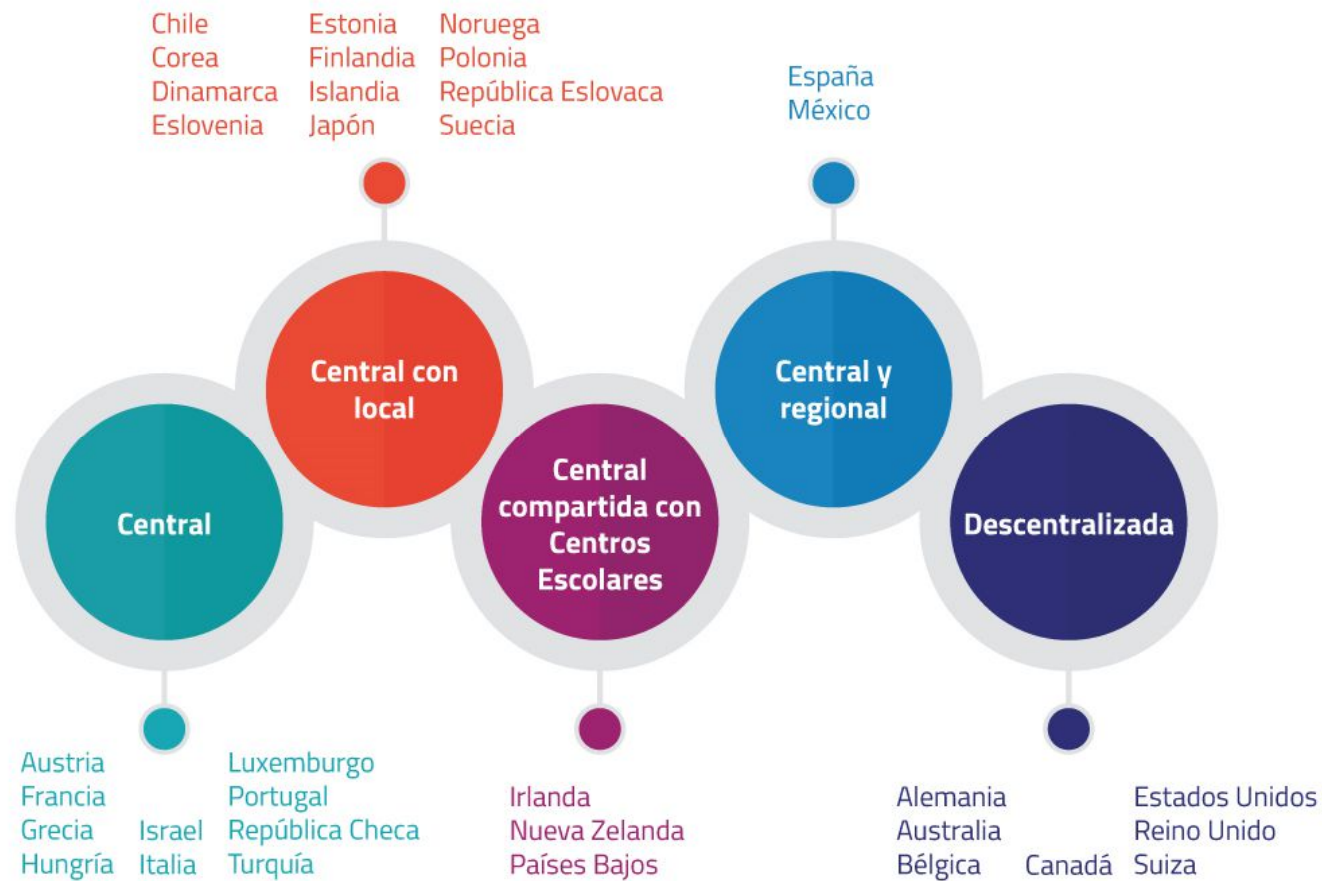 Chile
Corea
Dinamarca
Eslovenia
Estonia
Finlandia
Islandia
Japón
Noruega
Polonia
República Eslovaca
Suecia
España
México
Central con
local
Central y
regional
Central
Central
compartida con
Centros
Escolares
Descentralizada
Austria
Francia
Grecia
Hungría
Israel
Italia
Luxemburgo
Portugal
República Checa
Turquía
Irlanda
Nueva Zelanda
Países Bajos
Alemania
Australia
Bélgica
Canadá
Estados Unidos
Reino Unido
Suiza